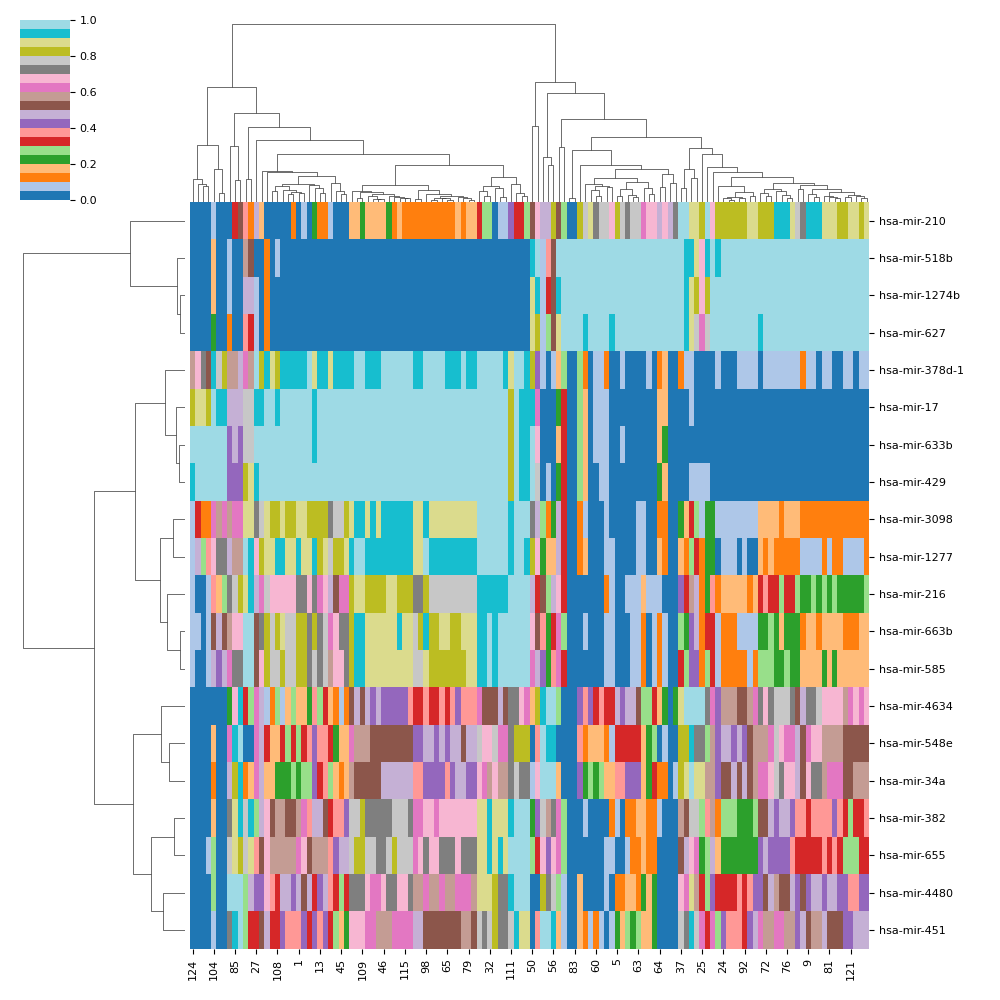 1.0
0.8
0.6
0.4
0.2
0.0
hsa-mir-210
hsa-mir-518b
hsa-mir-1274b
hsa-mir-627
hsa-mir-378d-1
hsa-mir-17
hsa-mir-633b
hsa-mir-429
hsa-mir-3098
hsa-mir-1277
hsa-mir-216
hsa-mir-663b
hsa-mir-585
hsa-mir-4634
hsa-mir-548e
hsa-mir-34a
hsa-mir-382
hsa-mir-655
hsa-mir-4480
hsa-mir-451
124 104 85 27 108 1 13 45 109 46 115 98 65 79 32 111 50 56 83 60 5 63 64 37 25 24 92 72 76 9 81 121